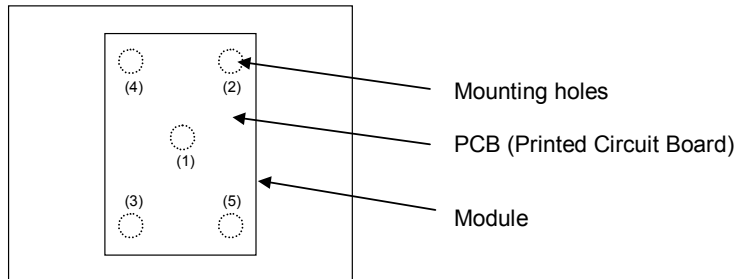 (4)
(2)
(1)
(3)
(5)
Mounting holes
PCB (Printed Circuit Board)
Module